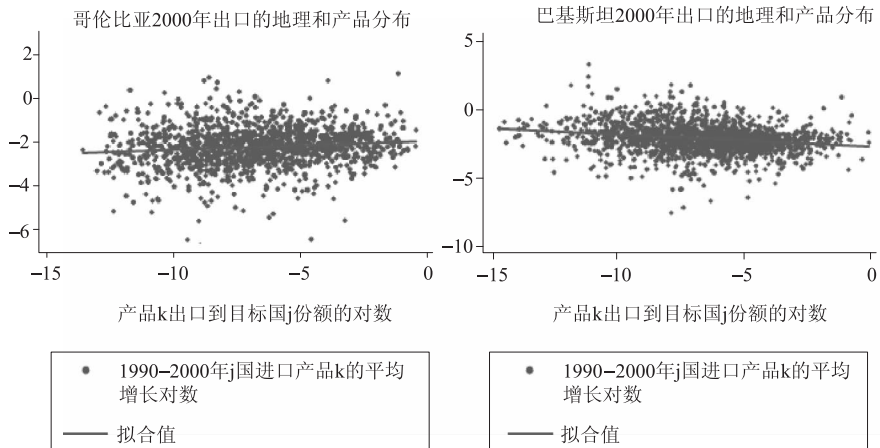 哥伦比亚2000年出口的地理和产品分布
2
0
−2
−4
−6
−15
−10
−5
0
产品k出口到目标国j份额的对数
1990−2000年j国进口产品k的平均
增长对数
拟合值
巴基斯坦2000年出口的地理和产品分布
5
0
−5
−10
−15
−10
−5
0
产品k出口到目标国j份额的对数
1990−2000年j国进口产品k的平均
增长对数
拟合值